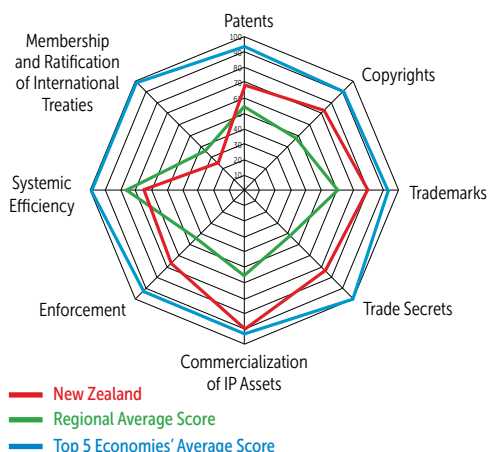 Patents
Membership
and Ratification
of International
Treaties
Copyrights
100
90
80
70
60
50
40
30
20
10
Systemic
Efficiency
Trademarks
Enforcement
Trade Secrets
Commercialization
of IP Assets
New Zealand
Regional Average Score
Top 5 Economies’ Average Score